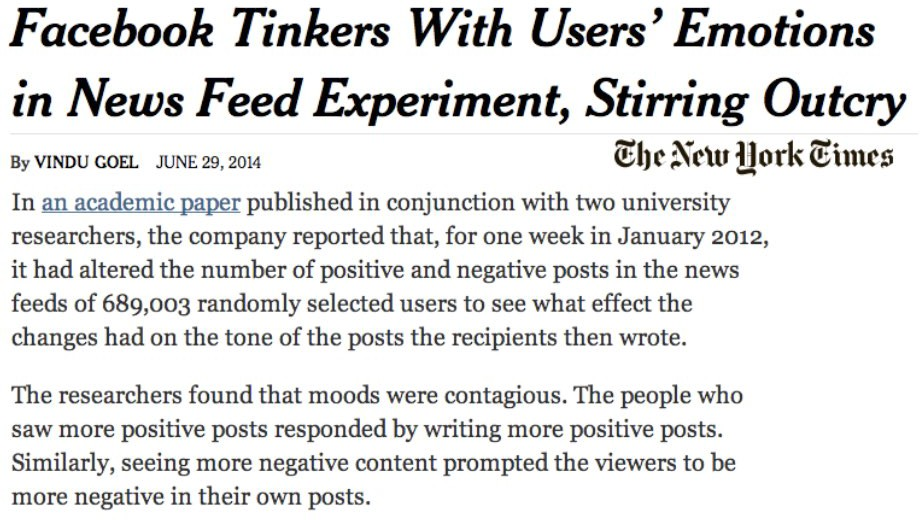 Facebook Tinkers With Users’ Emotions
in News Feed Experiment, Stirring Outcry
By VINDU GOEL JUNE 29, 2014
The New York Times
In an academic paper published in conjunction with two university
researchers, the company reported that, for one week in January 2012,
it had altered the number of positive and negative posts in the news
feeds of 689,003 randomly selected users to see what effect the
changes had on the tone of the posts the recipients then wrote.
The researchers found that moods were contagious. The people who
saw more positive posts responded by writing more positive posts.
Similarly, seeing more negative content prompted the viewers to be
more negative in their own posts.